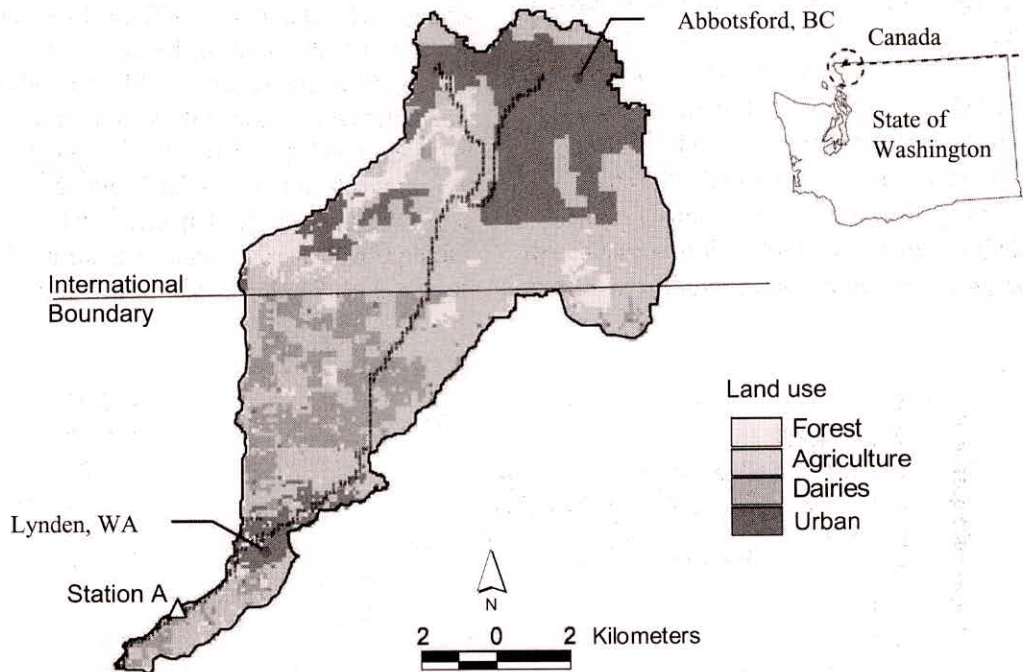 Abbotsford, BC
Canada
State of
Washington
International
Boundary
Land use
Forest
Agriculture
Dairies
Urban
Lynden, WA
Station A
N
2 0 2 Kilometers